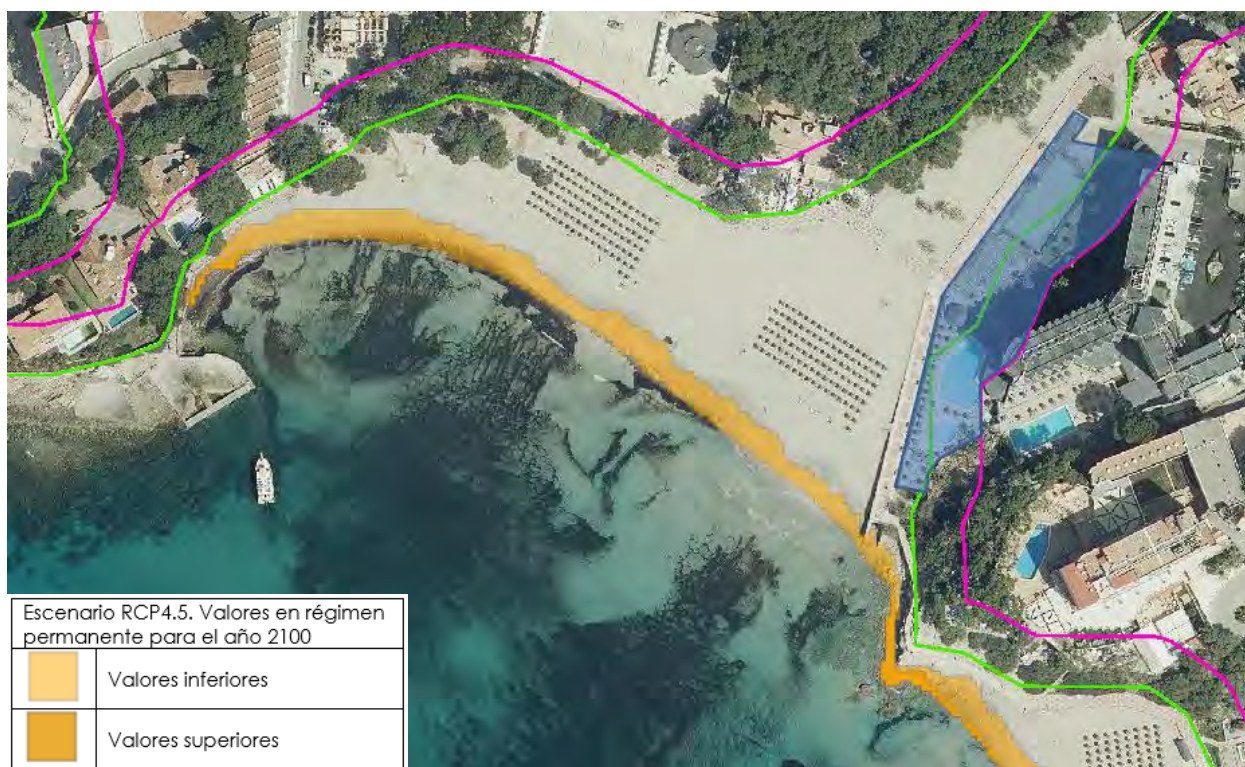 Escenario RCP4.5. Valores en régimen
permanente para el año 2100
Valores inferiores
Valores superiores